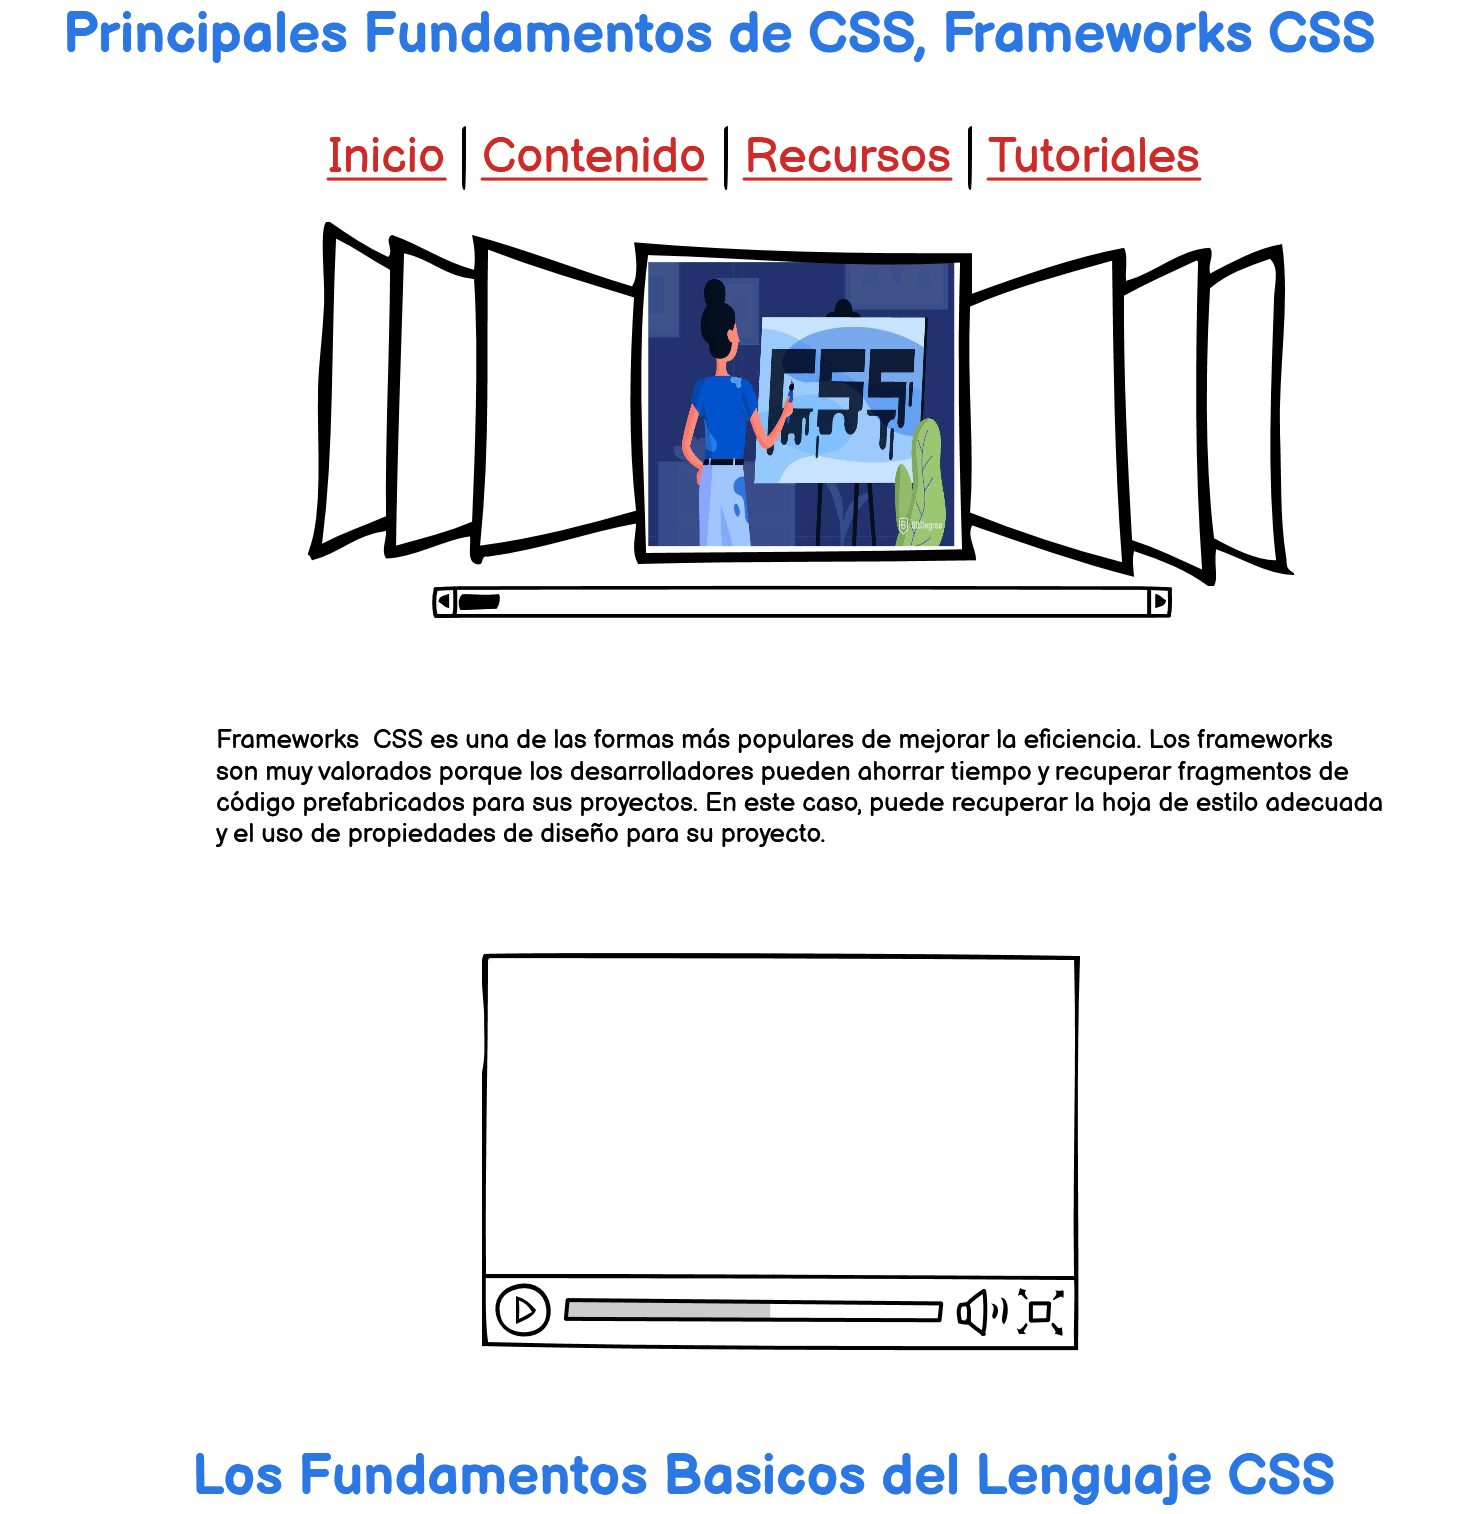 Principales Fundamentos de CSS, Frameworks CSS
Inicio | Contenido | Recursos | Tutoriales
CSS
BitDegree
Frameworks  CSS es una de las formas más populares de mejorar la eficiencia. Los frameworks
son muy valorados porque los desarrolladores pueden ahorrar tiempo y recuperar fragmentos de
código prefabricados para sus proyectos. En este caso, puede recuperar la hoja de estilo adecuada
y el uso de propiedades de diseño para su proyecto.
Los Fundamentos Basicos del Lenguaje CSS